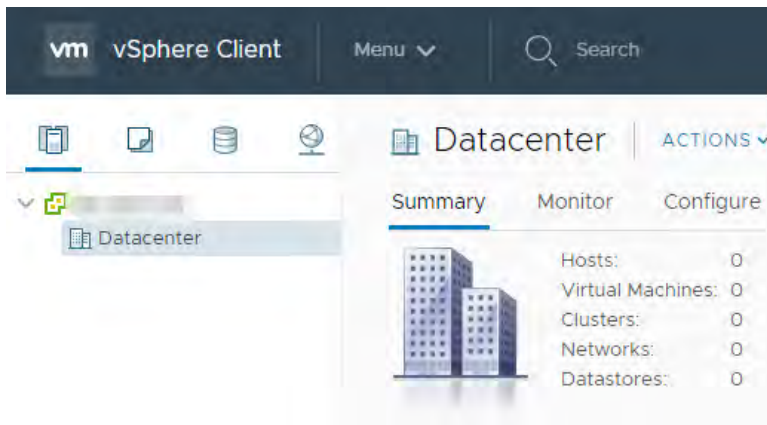 vm vSphere Client Menu Search
Datacenter ACTIONS
Datacenter
Summary Monitor Configure
Hosts: 0
Virtual Machines: 0
Clusters: 0
Networks: 0
Datastores: 0